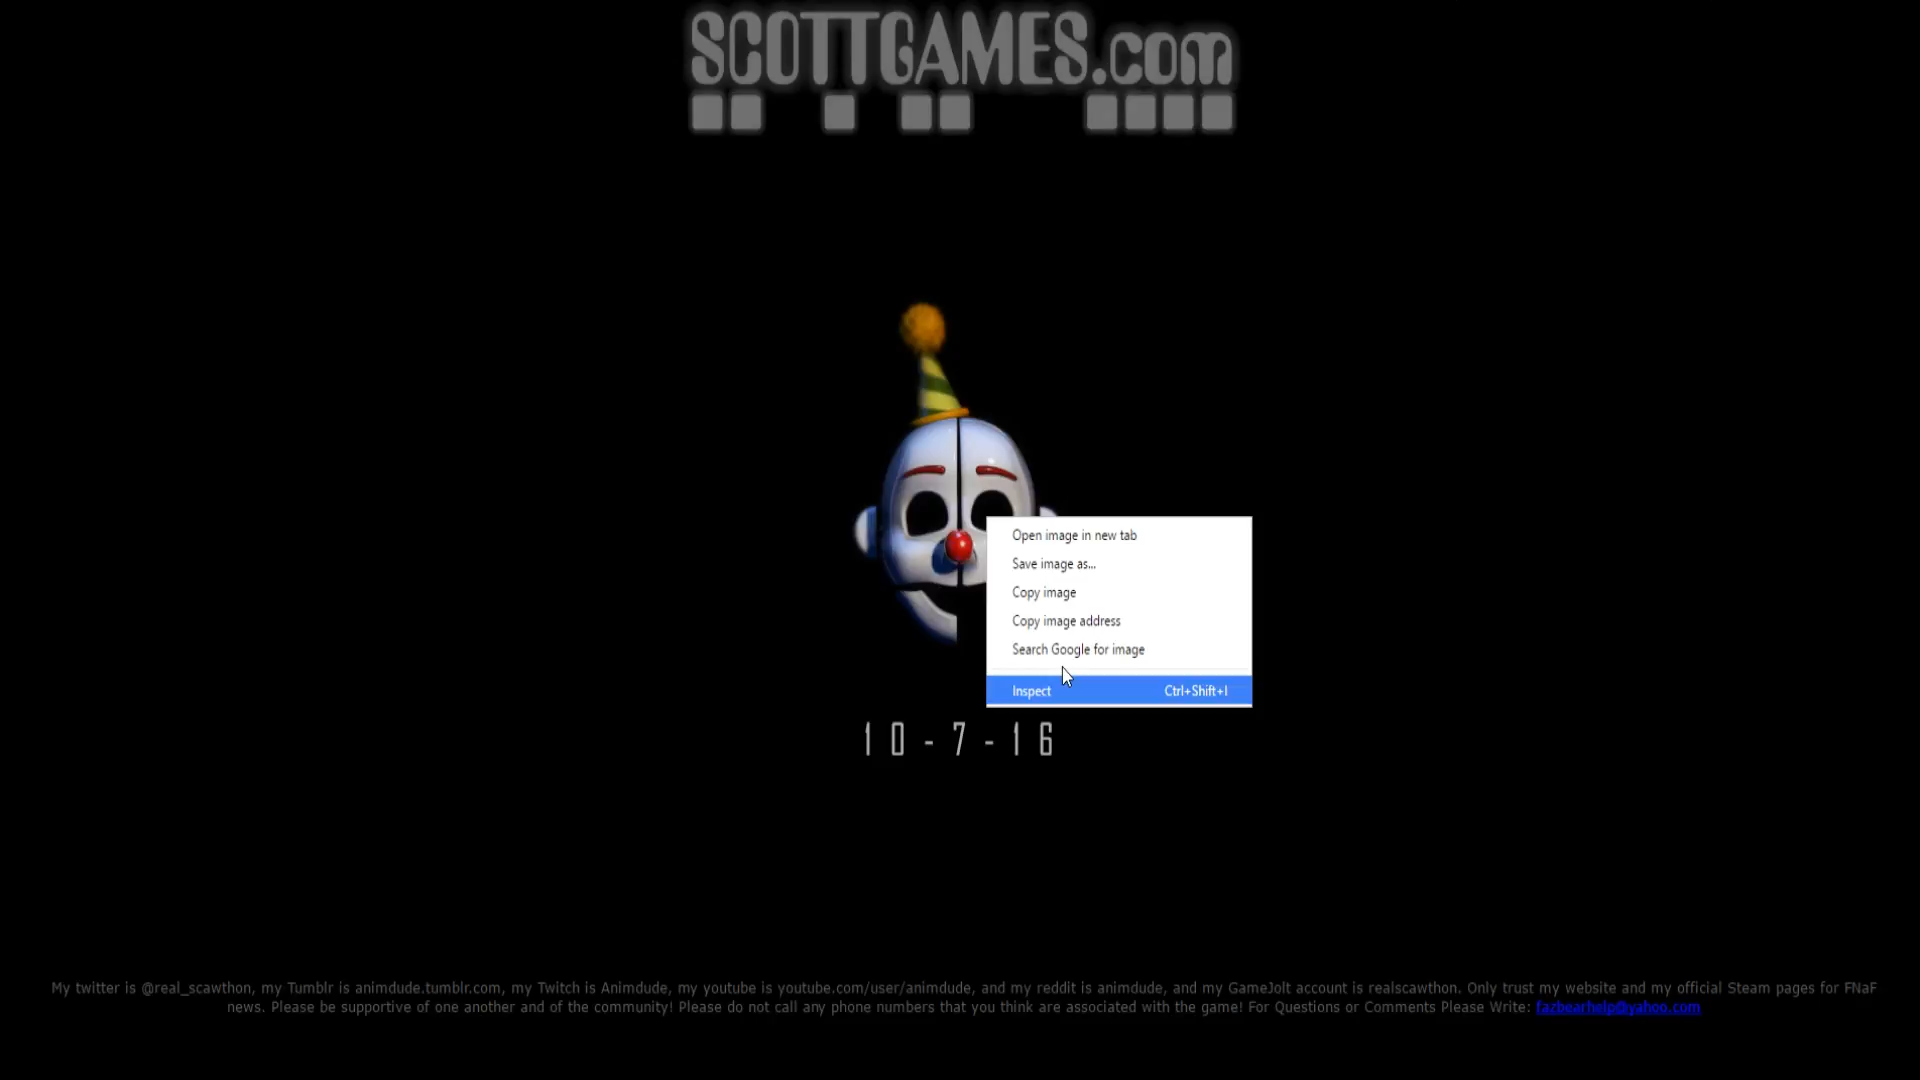 SCOTTGAMES.com
Open image in new tab
Save image as...
Copy image
Copy image address
Search Google for image
Inspect Ctrl+Shift+I
10-7-16
My twitter is @real_scawthon, my Tumblr is animdude.tumblr.com, my Twitch is Animdude, my youtube is youtube.com/user/animdude, and my reddit is animdude, and my GameJolt account is realscawthon. Only trust my website and my official Steam pages for FNaF
news. Please be supportive of one another and of the community! Please do not call any phone numbers that you think are associated with the game! For Questions or Comments Please Write: fazbearhelp@yahoo.com